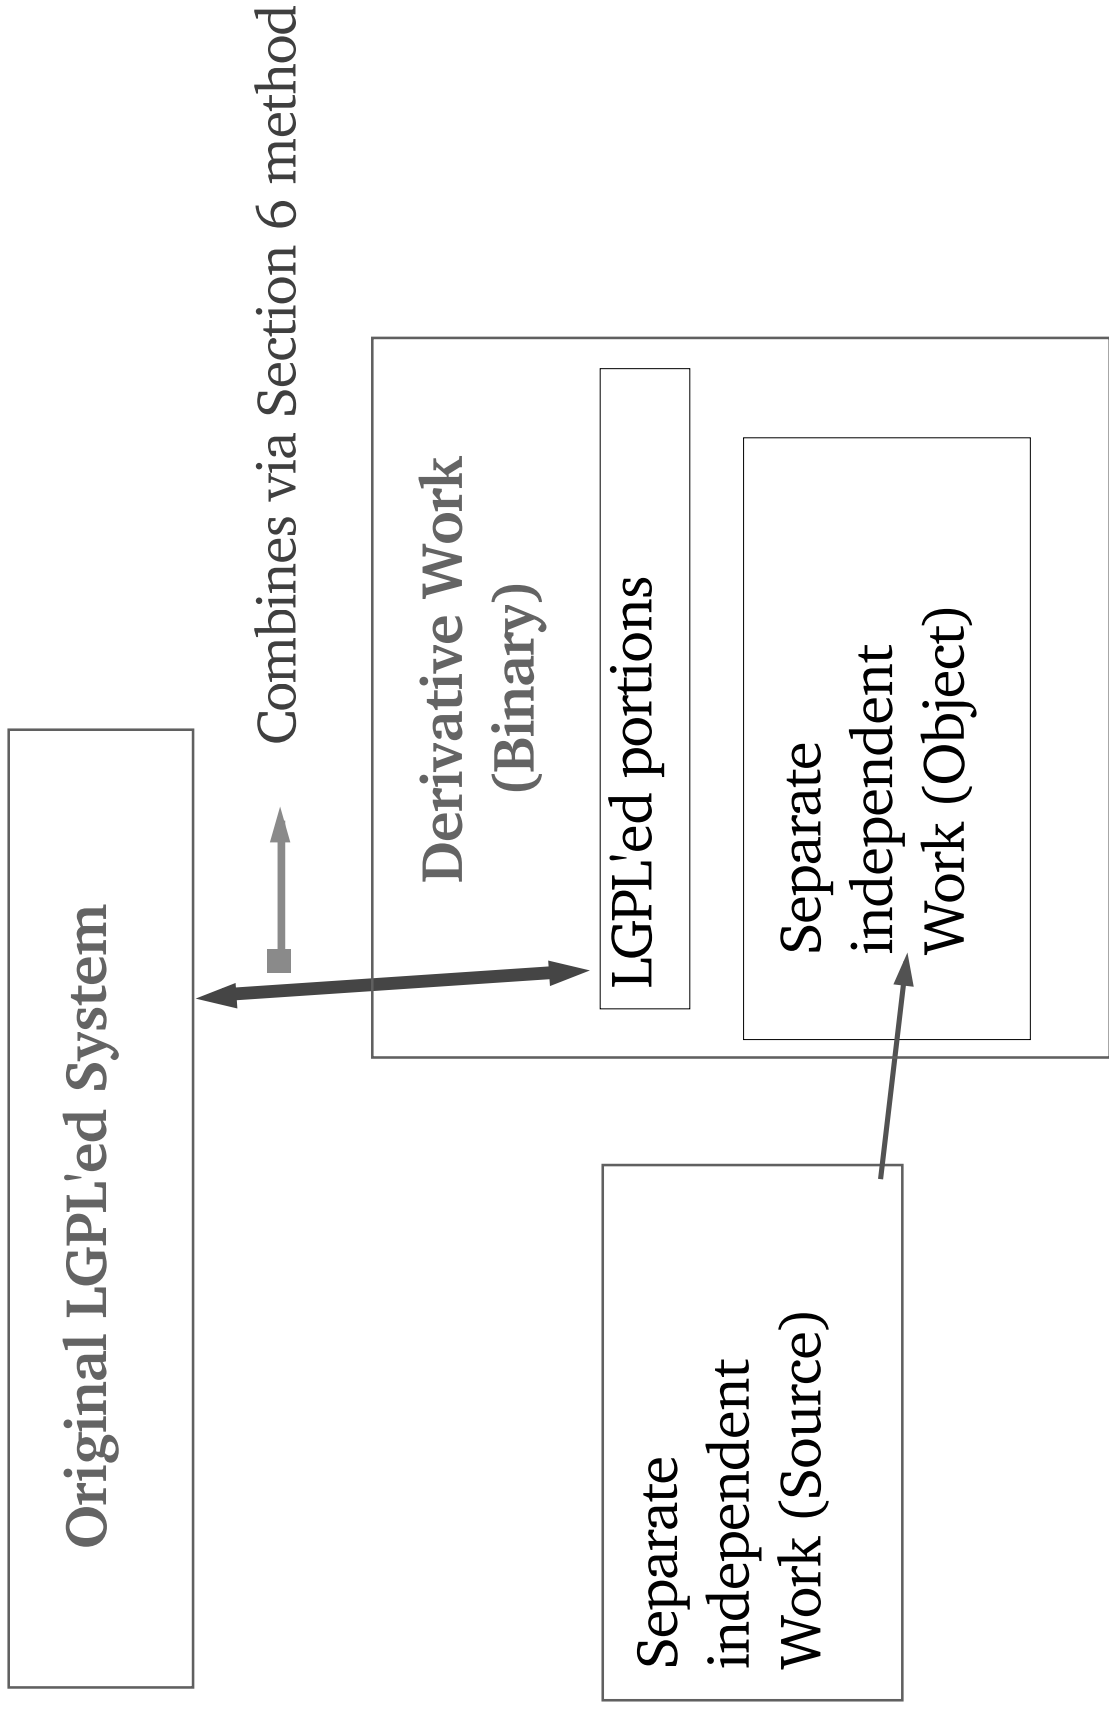 Original LGPL'ed System
Combines via Section 6 method
Derivative Work
(Binary)
LGPL'ed portions
Separate
independent
Work (Object)
Separate
independent
Work (Source)